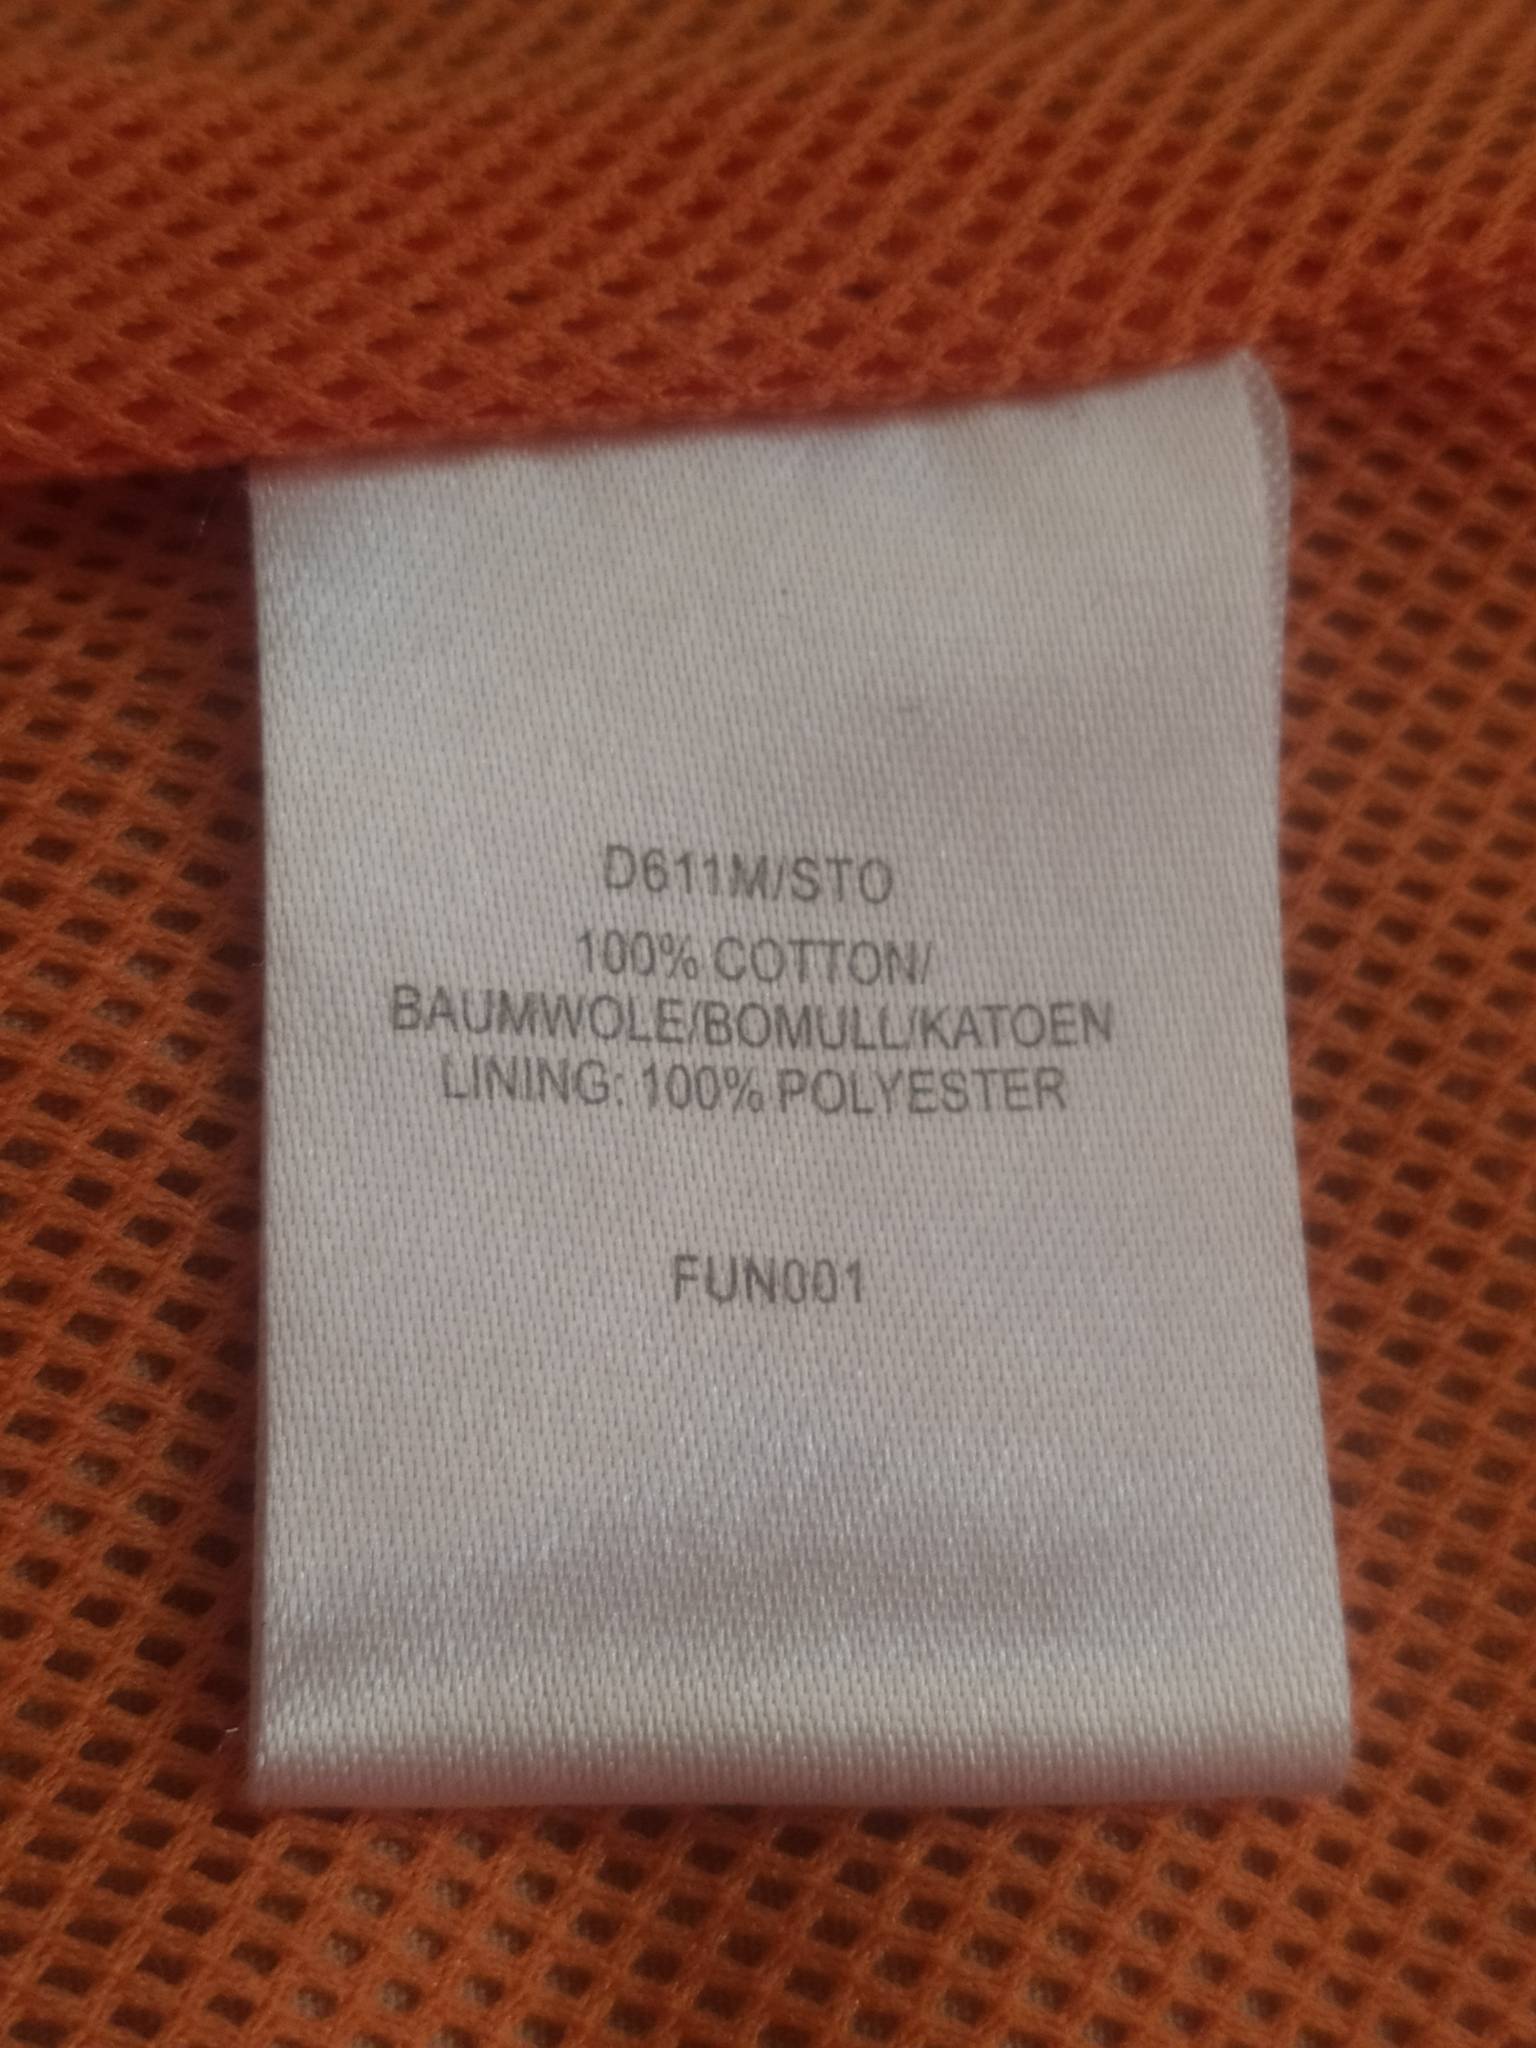 D611M/STO
100% COTTON/
BAUMWOLE/BOMULL/KATOEN
LINING: 100% POLYESTER
FUN001